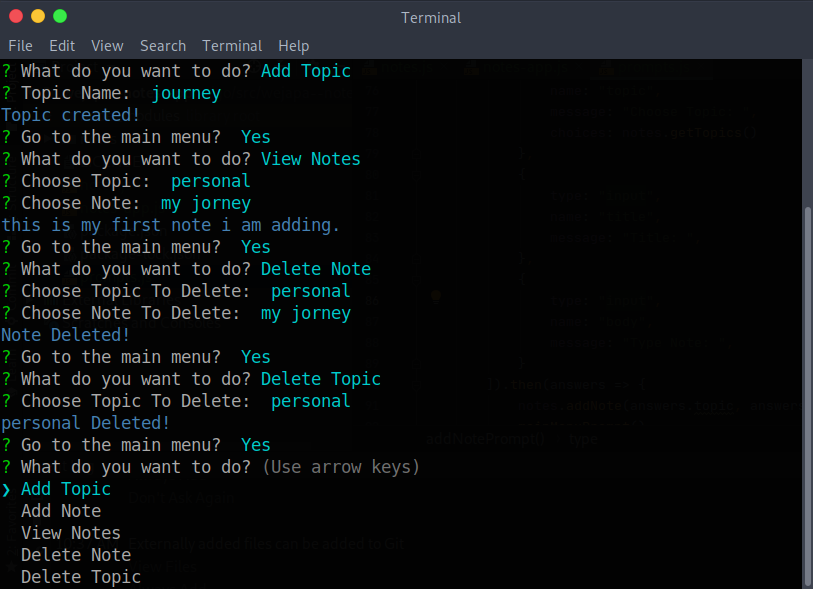 Terminal
File Edit View Search Terminal Help
? What do you want to do? Add Topic
? Topic Name:  journey
Topic created!
? Go to the main menu?  Yes
? What do you want to do? View Notes
? Choose Topic:  personal
? Choose Note:  my jorney
this is my first note i am adding.
? Go to the main menu?  Yes
? What do you want to do? Delete Note
? Choose Topic To Delete:  personal
? Choose Note To Delete:  my jorney
Note Deleted!
? Go to the main menu?  Yes
? What do you want to do? Delete Topic
? Choose Topic To Delete:  personal
personal Deleted!
? Go to the main menu?  Yes
? What do you want to do? (Use arrow keys)
❯ Add Topic
Add Note
View Notes
Delete Note
Delete Topic